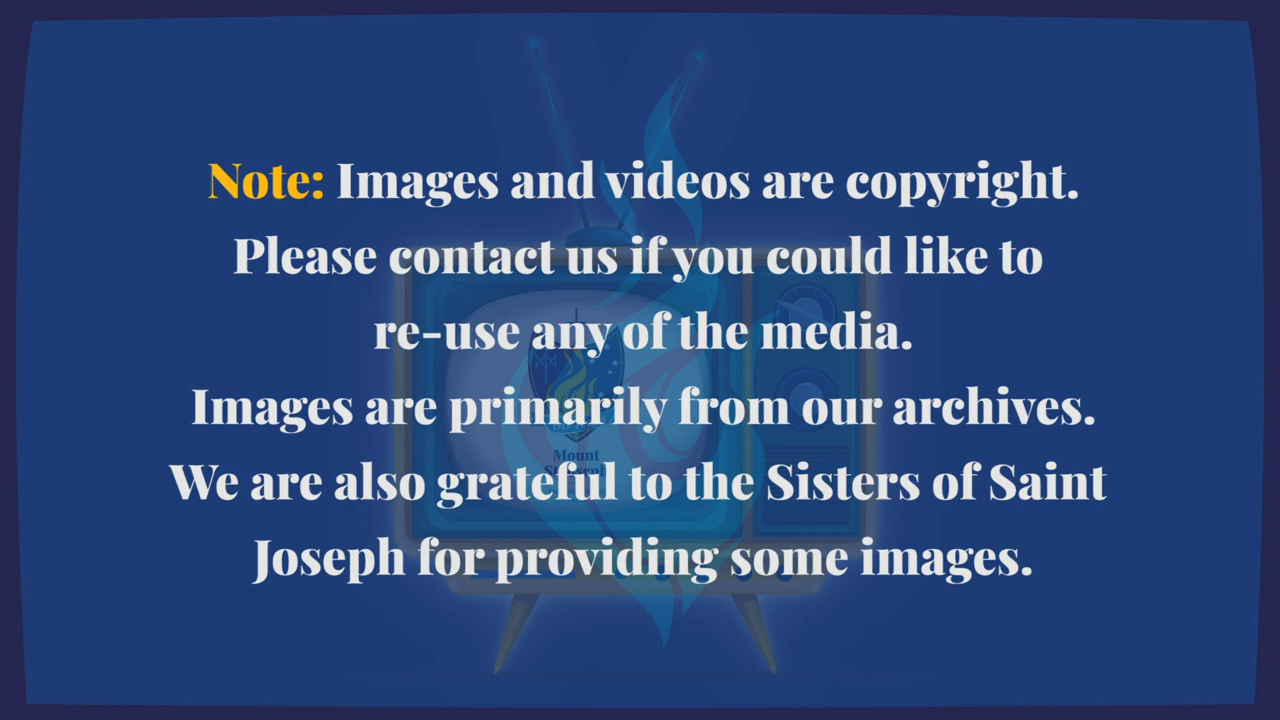 Note: Images and videos are copyright.
Please contact us if you could like to
re-use any of the media.
Images are primarily from our archives.
We are also grateful to the Sisters of Saint
Joseph for providing some images.
Mount